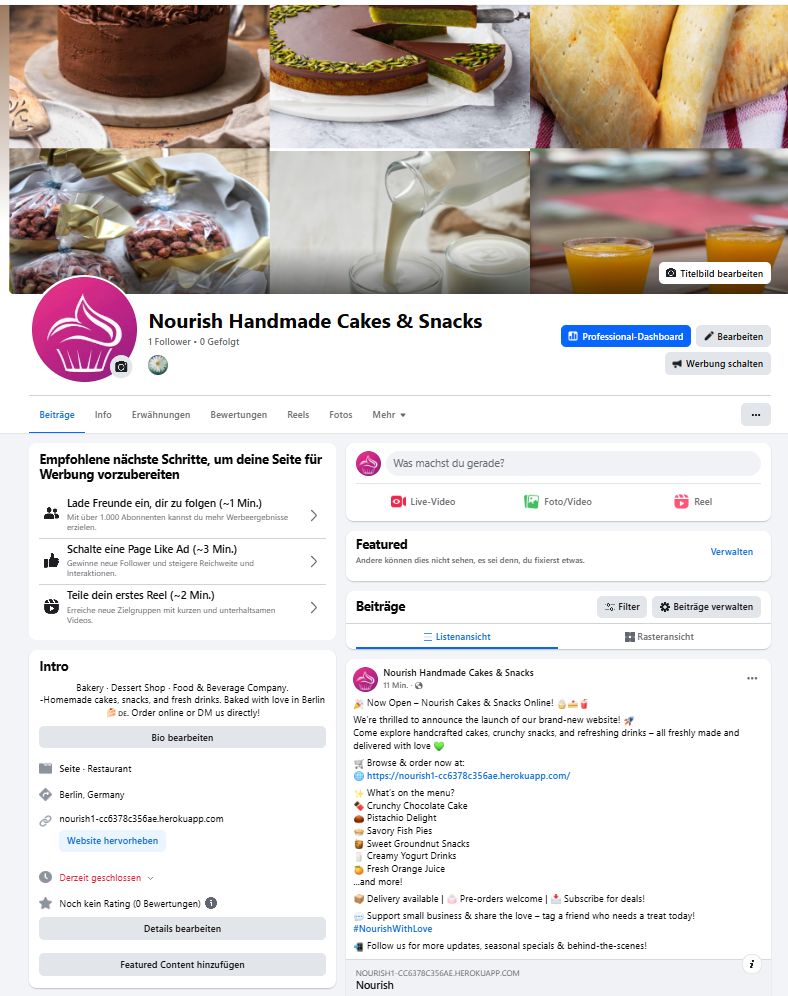 Titelbild bearbeiten
Nourish Handmade Cakes & Snacks
1 Follower • 0 Gefolgt
Professional-Dashboard
Bearbeiten
Werbung schalten
Beiträge
Info
Erwähnungen
Bewertungen
Reels
Fotos
Mehr
Empfohlene nächste Schritte, um deine Seite für
Werbung vorzubereiten
Lade Freunde ein, dir zu folgen (~1 Min.)
Mit über 1.000 Abonnenten kannst du mehr Werbeergebnisse
erzielen.
Schalte eine Page Like Ad (~3 Min.)
Gewinne neue Follower und steigere Reichweite und
Interaktionen.
Teile dein erstes Reel (~2 Min.)
Erreiche neue Zielgruppen mit kurzen und unterhaltsamen
Videos.
Intro
Bakery · Dessert Shop · Food & Beverage Company.
-Homemade cakes, snacks, and fresh drinks. Baked with love in Berlin
DE. Order online or DM us directly!
Bio bearbeiten
Seite · Restaurant
Berlin, Germany
nourish1-cc6378c356ae.herokuapp.com
Website hervorheben
Derzeit geschlossen
Noch kein Rating (0 Bewertungen)
Details bearbeiten
Featured Content hinzufügen
Was machst du gerade?
Live-Video
Foto/Video
Reel
Featured
Andere können dies nicht sehen, es sei denn, du fixierst etwas.
Verwalten
Beiträge
Filter
Beiträge verwalten
Listenansicht
Rasteransicht
Nourish Handmade Cakes & Snacks
11 Min. ·
🎉 Now Open – Nourish Cakes & Snacks Online! 
We're thrilled to announce the launch of our brand-new website! 🚀
Come explore handcrafted cakes, crunchy snacks, and refreshing drinks – all freshly made and
delivered with love 💚
🛒 Browse & order now at:
🌐 https://nourish1-cc6378c356ae.herokuapp.com/
✨ What's on the menu?
🍫 Crunchy Chocolate Cake
🌰 Pistachio Delight
🥧 Savory Fish Pies
Sweet Groundnut Snacks
🥛 Creamy Yogurt Drinks
🍊 Fresh Orange Juice
...and more!
📦 Delivery available | 🎂 Pre-orders welcome | 📩 Subscribe for deals!
💬 Support small business & share the love – tag a friend who needs a treat today!
#NourishWithLove
📲 Follow us for more updates, seasonal specials & behind-the-scenes!
NOURISH1-CC6378C356AE.HEROKUAPP.COM
Nourish